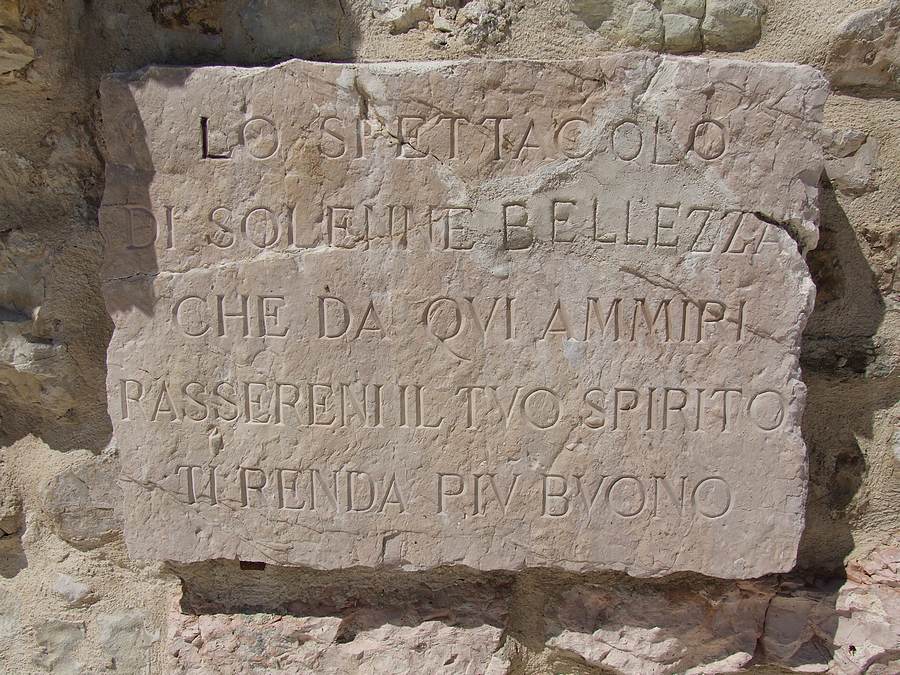 LO SPETTACOLO
DI SOLENNE BELLEZZA
CHE DA QVI AMMIRI
RASSERENI IL TVO SPIRITO
TI RENDA PIV BVONO